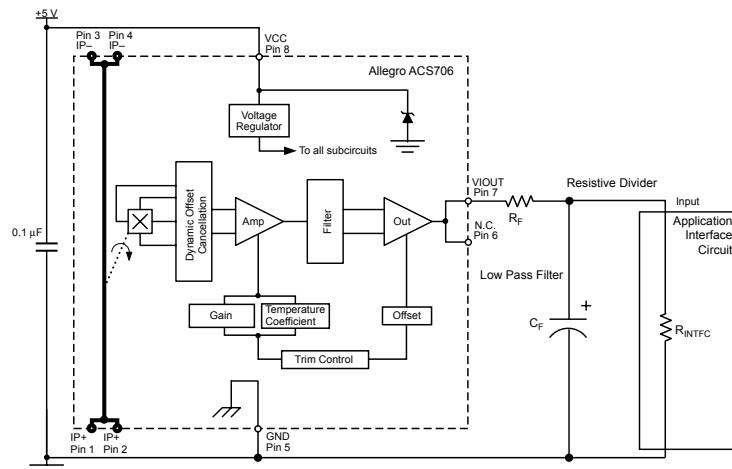 +5 V
Pin 3 Pin 4
IP– IP–
VCC
Pin 8
Allegro ACS706
Voltage
Regulator
To all subcircuits
Dynamic Offset
Cancellation
Amp
Filter
Out
VIOUT
Pin 7
N.C.
Pin 6
RF
Resistive Divider
Input
Application
Interface
Circuit
0.1 µF
Low Pass Filter
Gain
Temperature
Coefficient
Offset
Trim Control
CF
+
RINTFC
IP+ IP+
Pin 1 Pin 2
GND
Pin 5